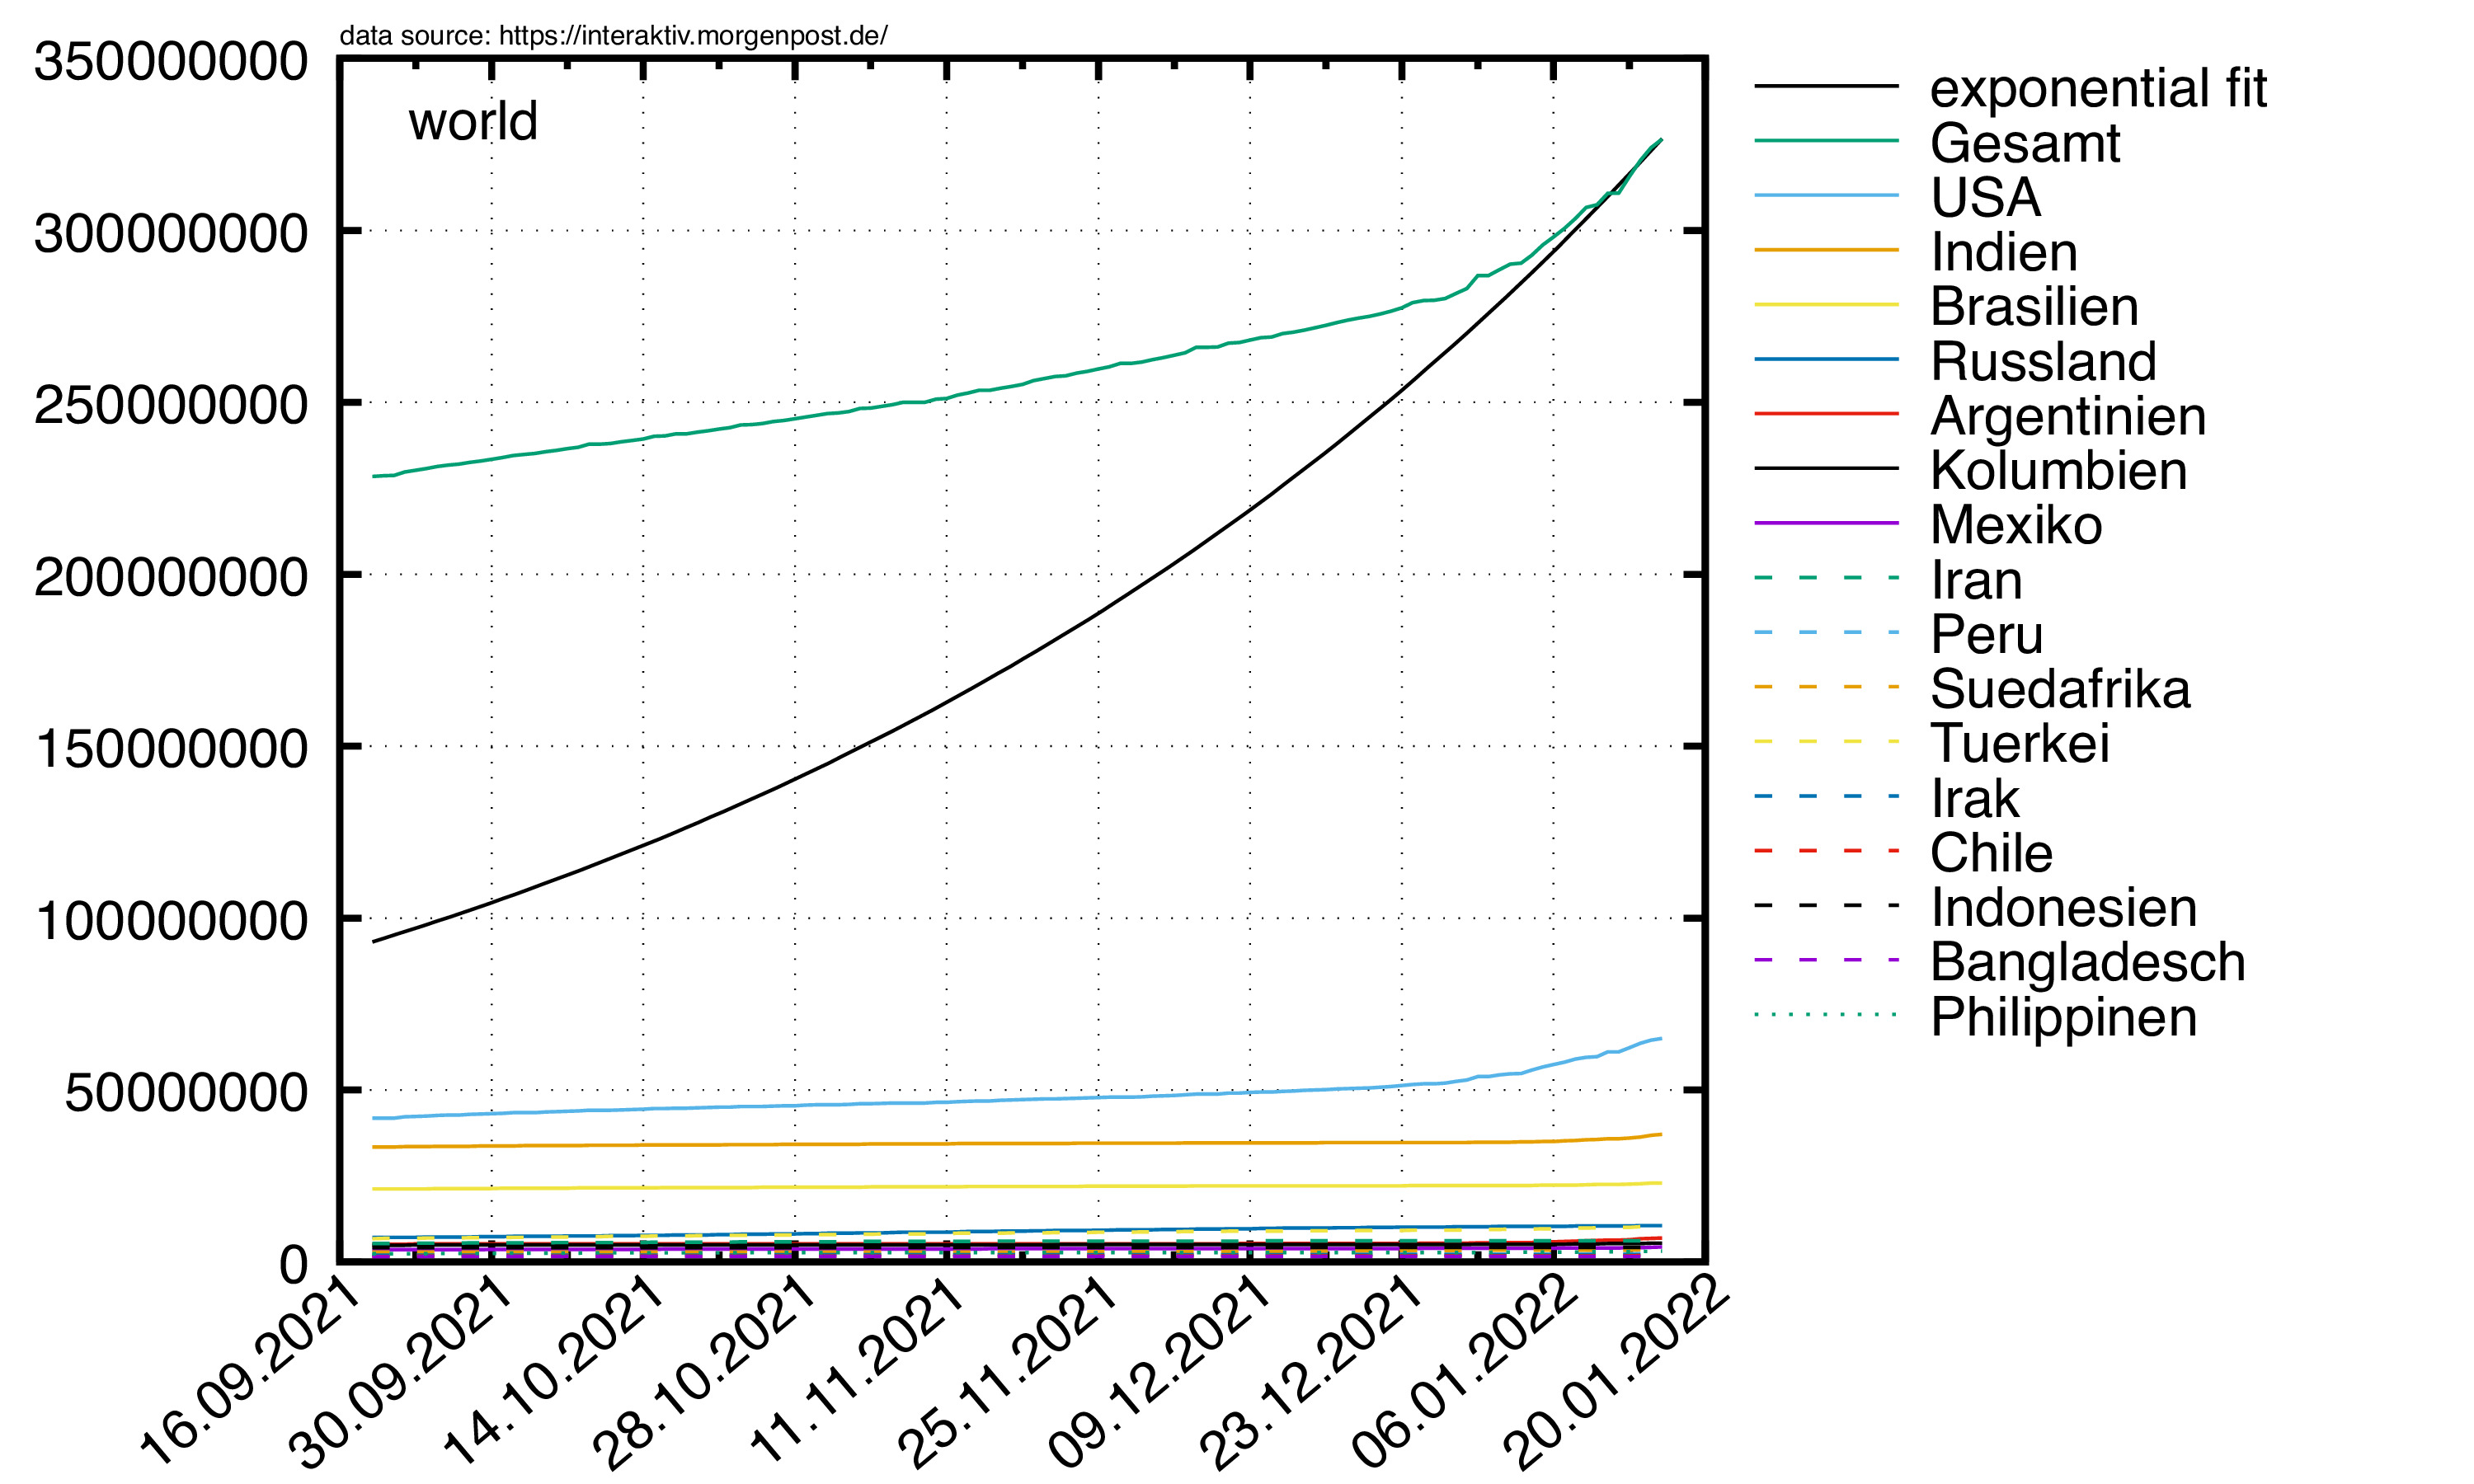 data source: https://interaktiv.morgenpost.de/
world
350000000
300000000
250000000
200000000
150000000
100000000
50000000
0
16.09.2021
30.09.2021
14.10.2021
28.10.2021
11.11.2021
25.11.2021
09.12.2021
23.12.2021
06.01.2022
20.01.2022
exponential fit
Gesamt
USA
Indien
Brasilien
Russland
Argentinien
Kolumbien
Mexiko
Iran
Peru
Suedafrika
Tuerkei
Irak
Chile
Indonesien
Bangladesch
Philippinen